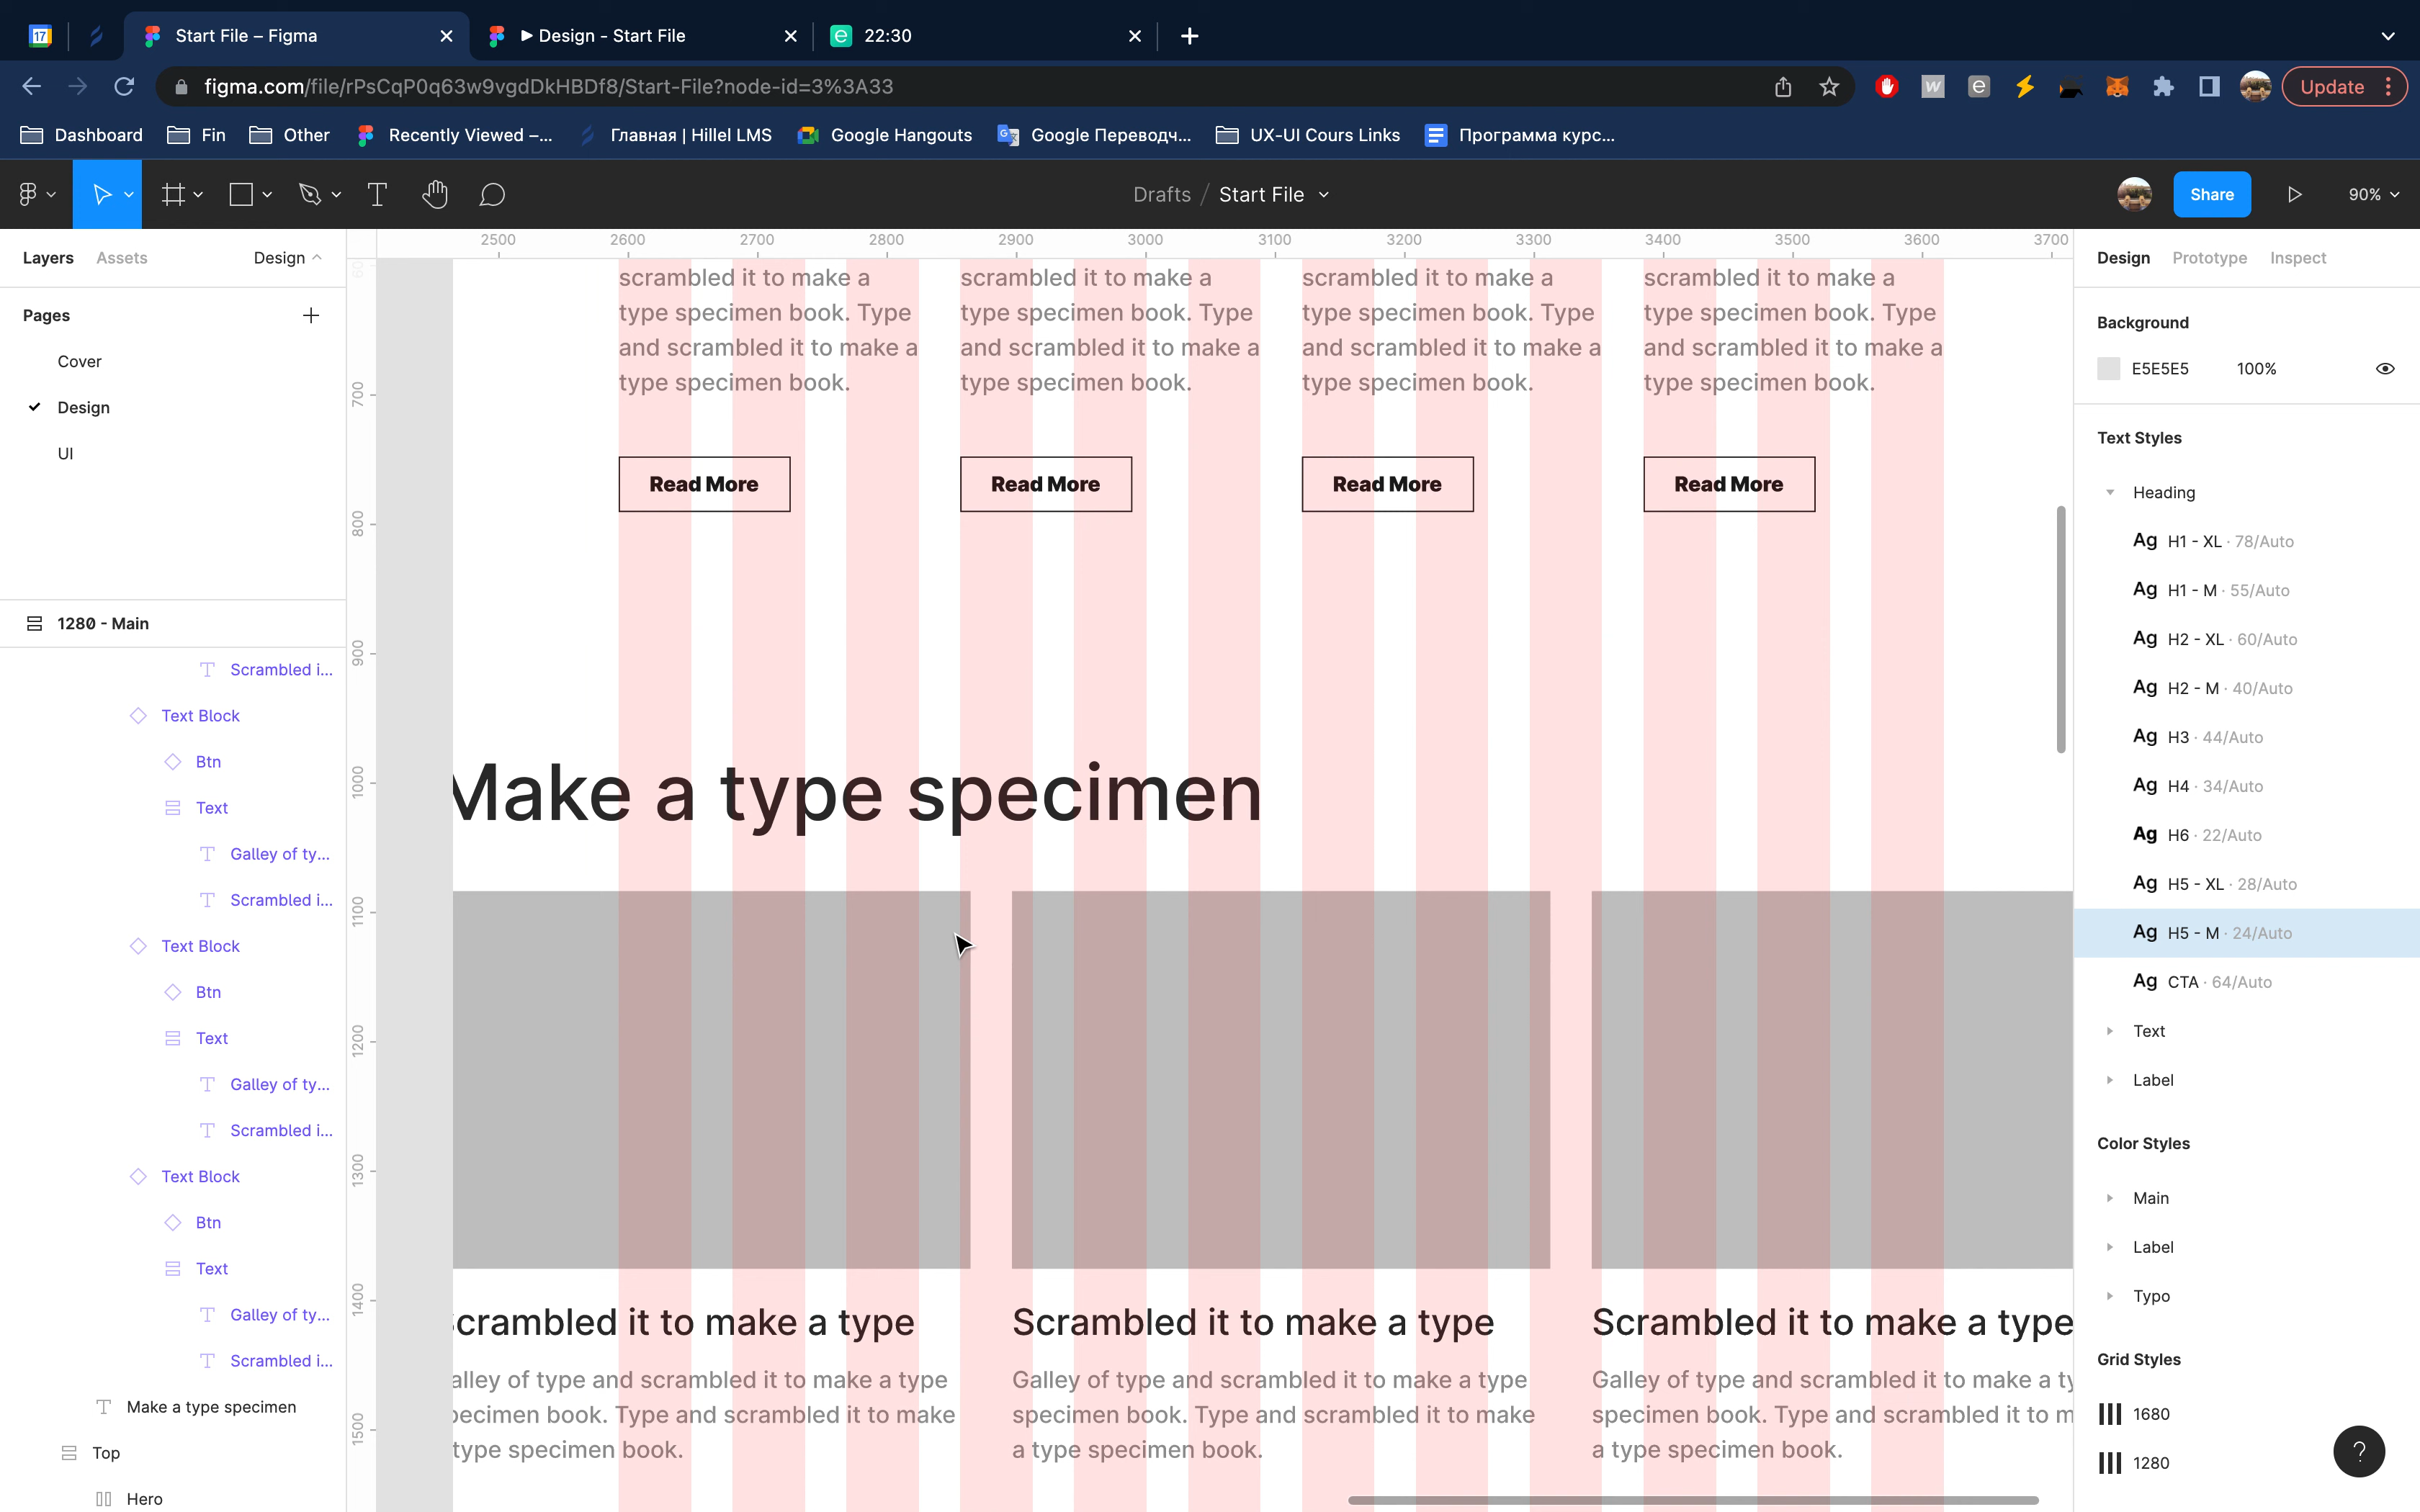 17
Start File – Figma
▶ Design - Start File
22:30
figma.com/file/rPsCqP0q63w9vgdDkHBDf8/Start-File?node-id=3%3A33
Update
Dashboard
Fin
Other
Recently Viewed –...
Главная | Hillel LMS
Google Hangouts
Google Переводч...
UX-UI Cours Links
Программа курс...
Drafts / Start File
Share
90%
Layers
Assets
Design
Pages
Cover
Design
UI
1280 - Main
Scrambled i...
Text Block
Btn
Text
Galley of ty...
Scrambled i...
Text Block
Btn
Text
Galley of ty...
Scrambled i...
Text Block
Btn
Text
Galley of ty...
Scrambled i...
Make a type specimen
Top
Hero
2500 2600 2700 2800 2900 3000 3100 3200 3300 3400 3500 3600 3700
700
800
900
1000
1100
1200
1300
1400
1500
scrambled it to make a
type specimen book. Type
and scrambled it to make a
type specimen book.
Read More
scrambled it to make a
type specimen book. Type
and scrambled it to make a
type specimen book.
Read More
scrambled it to make a
type specimen book. Type
and scrambled it to make a
type specimen book.
Read More
scrambled it to make a
type specimen book. Type
and scrambled it to make a
type specimen book.
Read More
Make a type specimen
crambled it to make a type
alley of type and scrambled it to make a type
pecimen book. Type and scrambled it to make
type specimen book.
Scrambled it to make a type
Galley of type and scrambled it to make a type
specimen book. Type and scrambled it to make
a type specimen book.
Scrambled it to make a type
Galley of type and scrambled it to make a ty
specimen book. Type and scrambled it to m
a type specimen book.
Design
Prototype
Inspect
Background
E5E5E5 100%
Text Styles
Heading
Ag H1 - XL · 78/Auto
Ag H1 - M · 55/Auto
Ag H2 - XL · 60/Auto
Ag H2 - M · 40/Auto
Ag H3 · 44/Auto
Ag H4 · 34/Auto
Ag H6 · 22/Auto
Ag H5 - XL · 28/Auto
Ag H5 - M · 24/Auto
Ag CTA · 64/Auto
Text
Label
Color Styles
Main
Label
Typo
Grid Styles
1680
1280
?